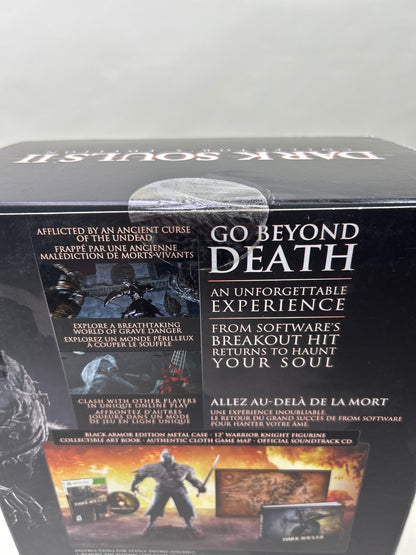 DARK SOULS II
COLLECTOR'S EDITION
AFFLICTED BY AN ANCIENT CURSE
OF THE UNDEAD
FRAPPÉ PAR UNE ANCIENNE
MALÉDICTION DE MORTS-VIVANTS
EXPLORE A BREATHTAKING
WORLD OF GRAVE DANGER
EXPLOREZ UN MONDE PÉRILLEUX
À COUPER LE SOUFFLE
CLASH WITH OTHER PLAYERS
IN UNIQUE ONLINE PLAY
AFFRONTEZ D'AUTRES
JOUEURS DANS UN MODE
DE JEU EN LIGNE UNIQUE
GO BEYOND
DEATH
AN UNFORGETTABLE
EXPERIENCE
FROM SOFTWARE'S
BREAKOUT HIT
RETURNS TO HAUNT
YOUR SOUL
ALLEZ AU-DELÀ DE LA MORT
UNE EXPÉRIENCE INOUBLIABLE.
LE RETOUR DU GRAND SUCCÈS DE FROM SOFTWARE
POUR HANTER VOTRE ÂME.
BLACK ARMOR EDITION METAL CASE · 12" WARRIOR KNIGHT FIGURINE
COLLECTIBLE ART BOOK · AUTHENTIC CLOTH GAME MAP · OFFICIAL SOUNDTRACK CD
DARK SOULS II
DARK SOULS II